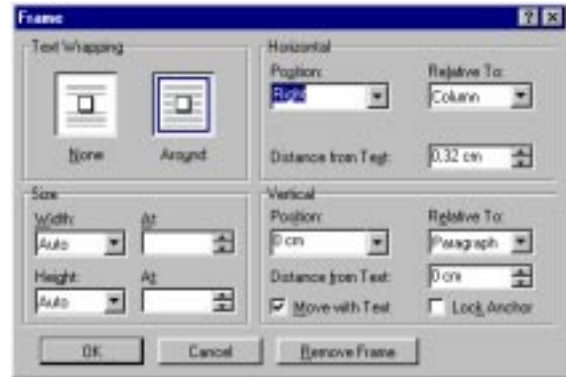 Frame
Text Wrapping
None
Around
Horizontal
Position:
Right
Relative To:
Column
Distance from Text:
0,32 cm
Size
Width:
Auto
At:
Height:
Auto
At:
Vertical
Position:
0 cm
Relative To:
Paragraph
Distance from Text:
0 cm
Move with Text
Lock Anchor
OK
Cancel
Remove Frame